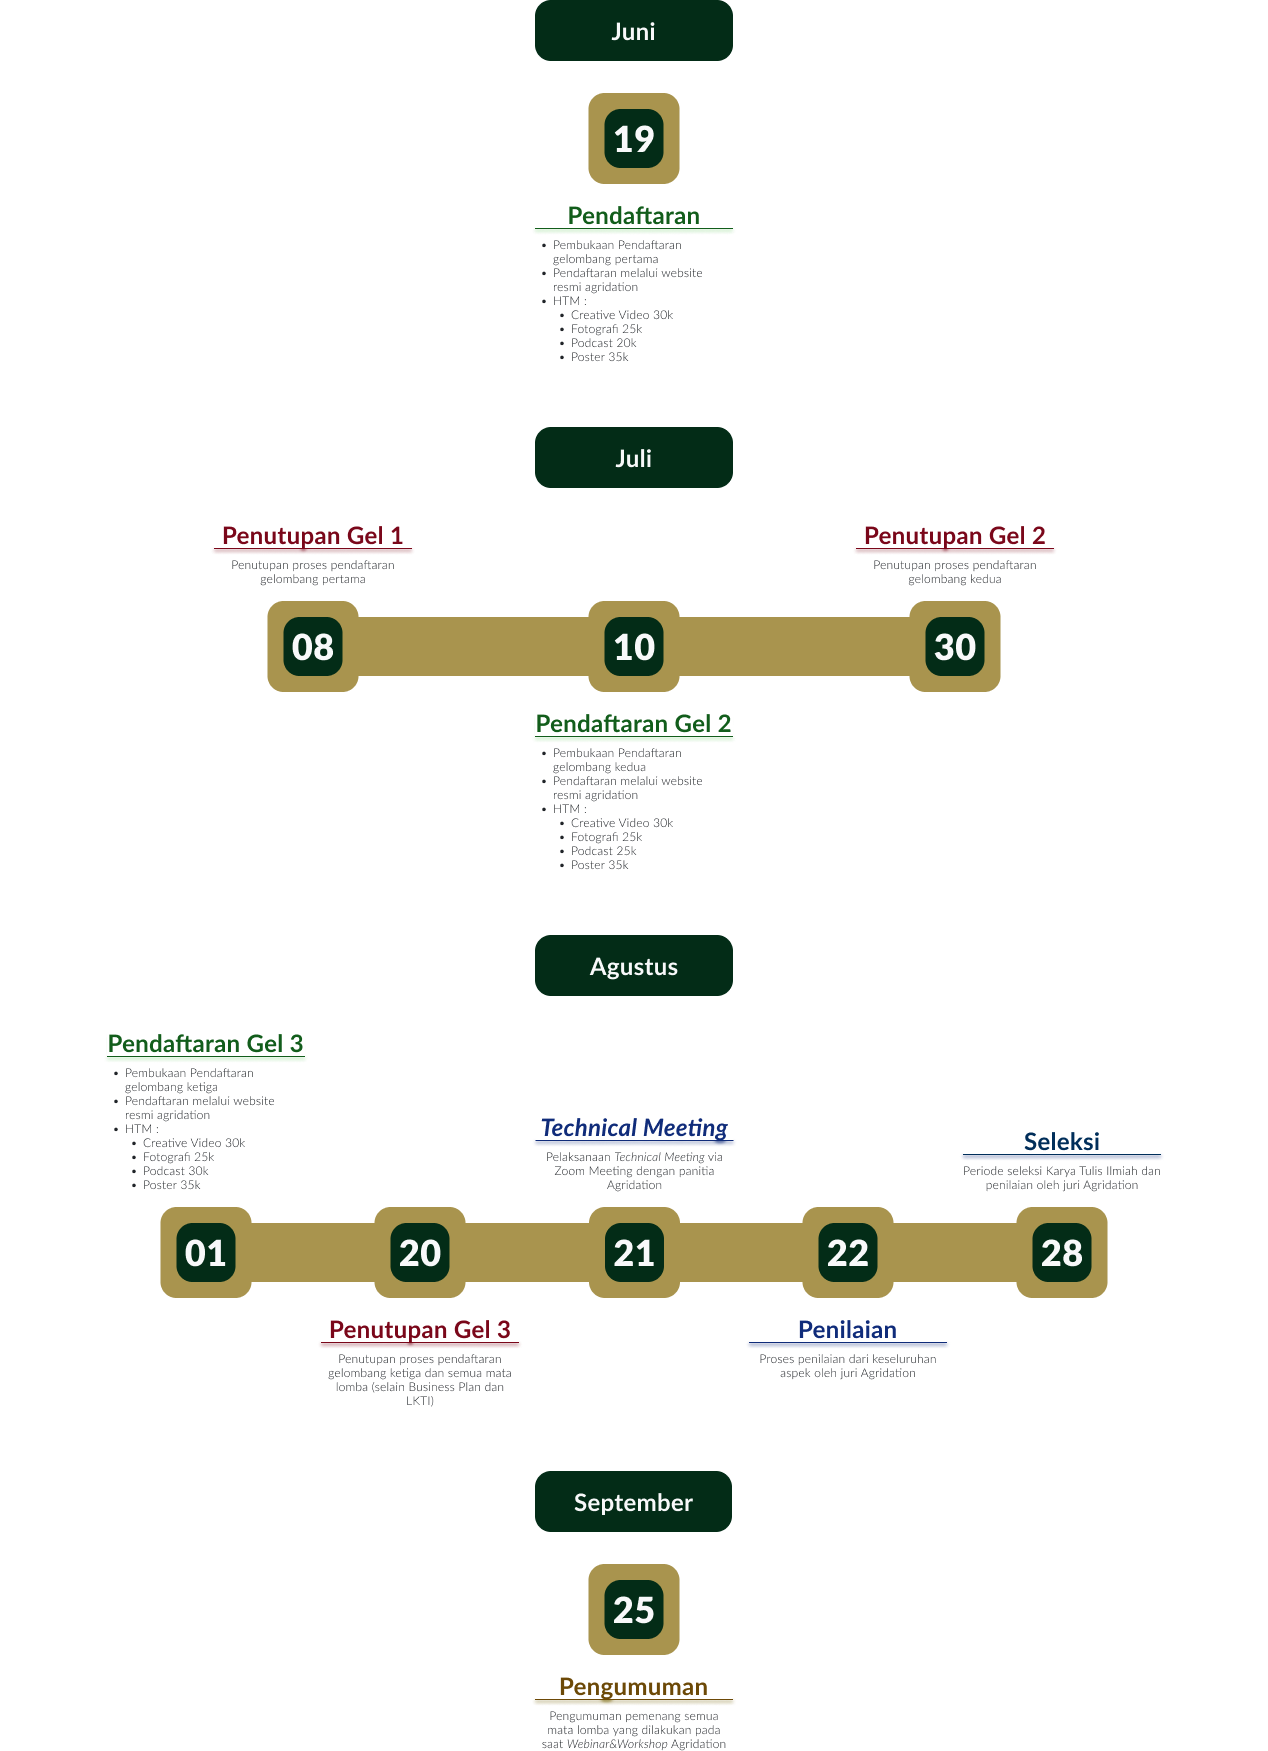 Juni
19
Pendaftaran
• Pembukaan Pendaftaran
gelombang pertama
• Pendaftaran melalui website
resmi agridation
• HTM :
• Creative Video 30k
• Fotografi 25k
• Podcast 20k
• Poster 35k
Juli
Penutupan Gel 1
Penutupan proses pendaftaran
gelombang pertama
Penutupan Gel 2
Penutupan proses pendaftaran
gelombang kedua
08
10
30
Pendaftaran Gel 2
• Pembukaan Pendaftaran
gelombang kedua
• Pendaftaran melalui website
resmi agridation
• HTM :
• Creative Video 30k
• Fotografi 25k
• Podcast 25k
• Poster 35k
Agustus
Pendaftaran Gel 3
• Pembukaan Pendaftaran
gelombang ketiga
• Pendaftaran melalui website
resmi agridation
• HTM :
• Creative Video 30k
• Fotografi 25k
• Podcast 30k
• Poster 35k
Technical Meeting
Pelaksanaan Technical Meeting via
Zoom Meeting dengan panitia
Agridation
Seleksi
Periode seleksi Karya Tulis Ilmiah dan
penilaian oleh juri Agridation
01
20
21
22
28
Penutupan Gel 3
Penutupan proses pendaftaran
gelombang ketiga dan semua mata
lomba (selain Business Plan dan
LKTI)
Penilaian
Proses penilaian dari keseluruhan
aspek oleh juri Agridation
September
25
Pengumuman
Pengumuman pemenang semua
mata lomba yang dilakukan pada
saat Webinar&Workshop Agridation